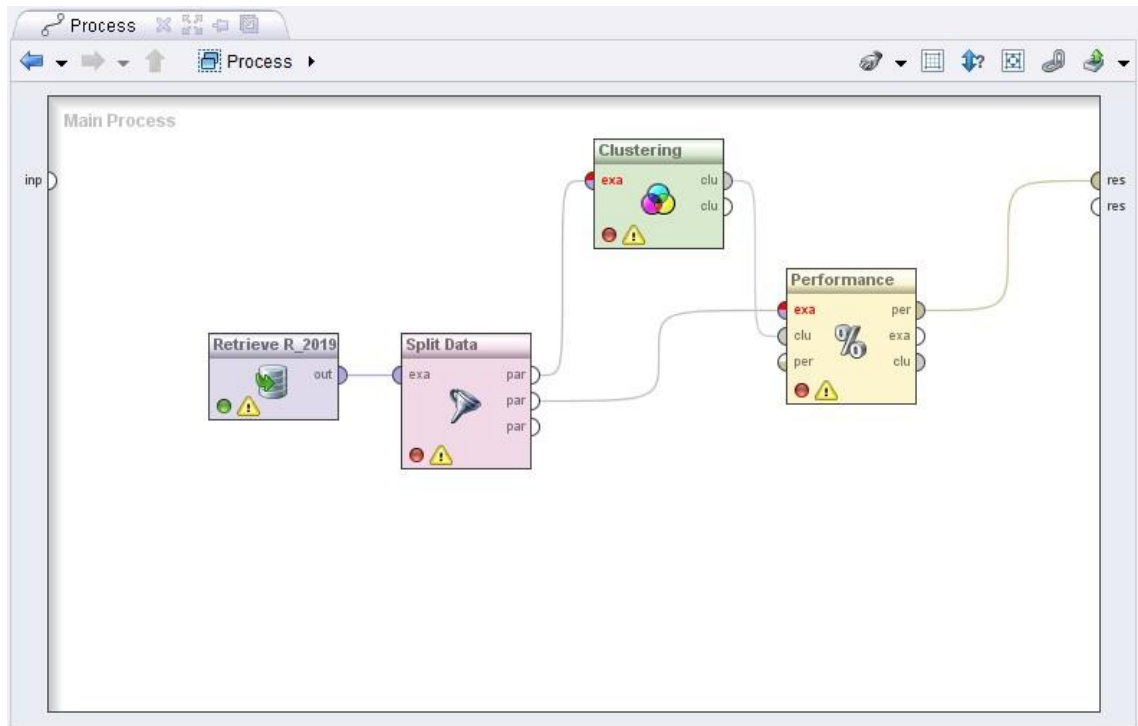 Process
Process
Main Process
inp
Clustering
exa
clu
clu
res
res
Performance
exa
per
clu
exa
per
clu
Retrieve R_2019
out
Split Data
exa
par
par
par